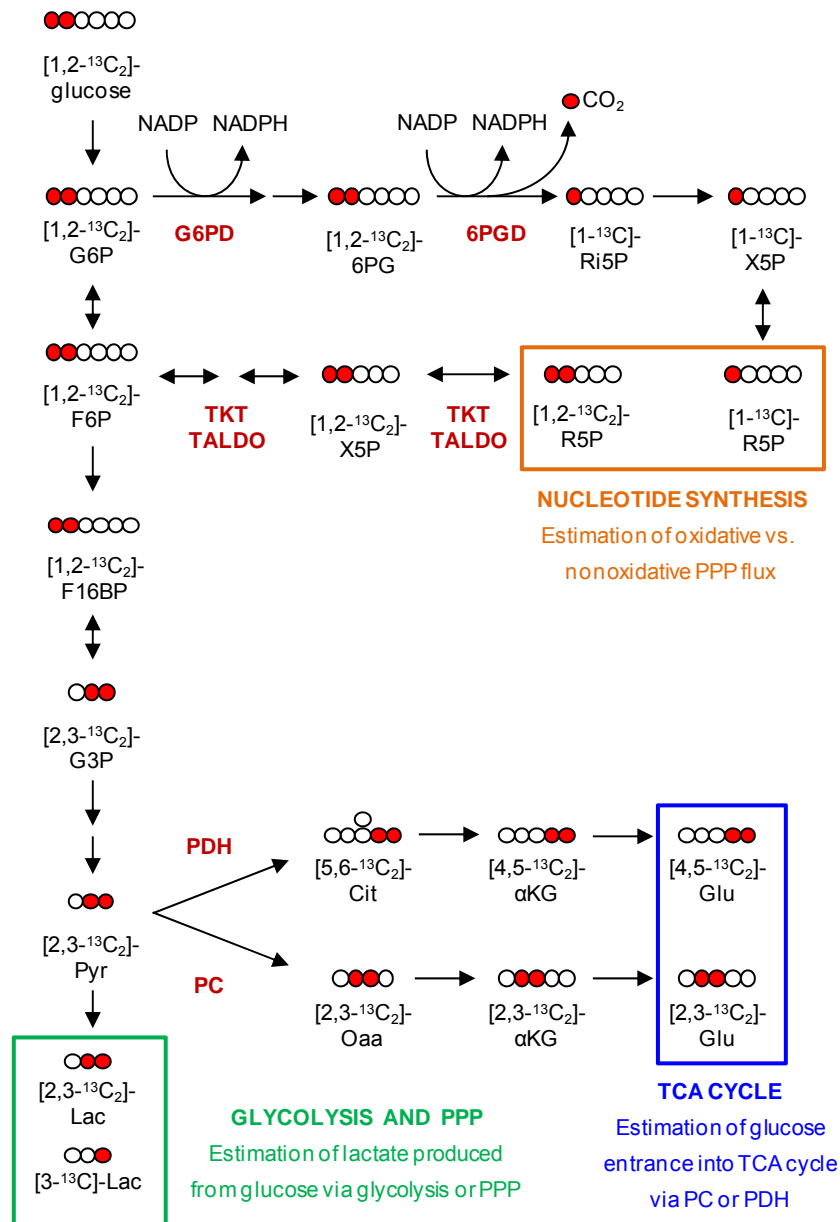 [1,2-¹³C₂]-
glucose
NADP NADPH
NADP NADPH
CO₂
G6PD
6PGD
[1,2-¹³C₂]-
G6P
[1,2-¹³C₂]-
6PG
[1-¹³C]-
Ri5P
[1-¹³C]-
X5P
[1,2-¹³C₂]-
F6P
TKT
TALDO
[1,2-¹³C₂]-
X5P
TKT
TALDO
[1,2-¹³C₂]-
R5P
[1-¹³C]-
R5P
NUCLEOTIDE SYNTHESIS
Estimation of oxidative vs.
nonoxidative PPP flux
[1,2-¹³C₂]-
F16BP
[2,3-¹³C₂]-
G3P
PDH
[5,6-¹³C₂]-
Cit
[4,5-¹³C₂]-
αKG
[4,5-¹³C₂]-
Glu
[2,3-¹³C₂]-
Pyr
PC
[2,3-¹³C₂]-
Oaa
[2,3-¹³C₂]-
αKG
[2,3-¹³C₂]-
Glu
[2,3-¹³C₂]-
Lac
[3-¹³C]-Lac
GLYCOLYSIS AND PPP
Estimation of lactate produced
from glucose via glycolysis or PPP
TCA CYCLE
Estimation of glucose
entrance into TCA cycle
via PC or PDH